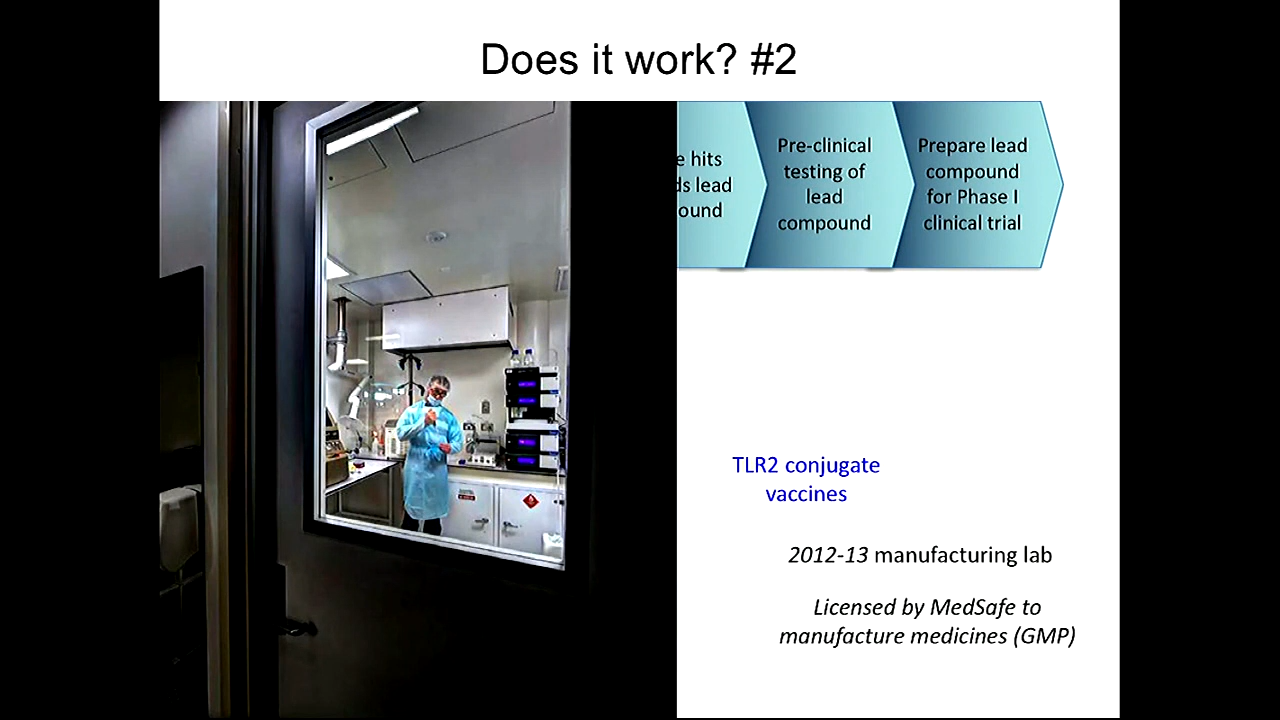 Does it work? #2
e hits
ds lead
ound
Pre-clinical
testing of
lead
compound
Prepare lead
compound
for Phase I
clinical trial
TLR2 conjugate
vaccines
2012-13 manufacturing lab
Licensed by MedSafe to
manufacture medicines (GMP)